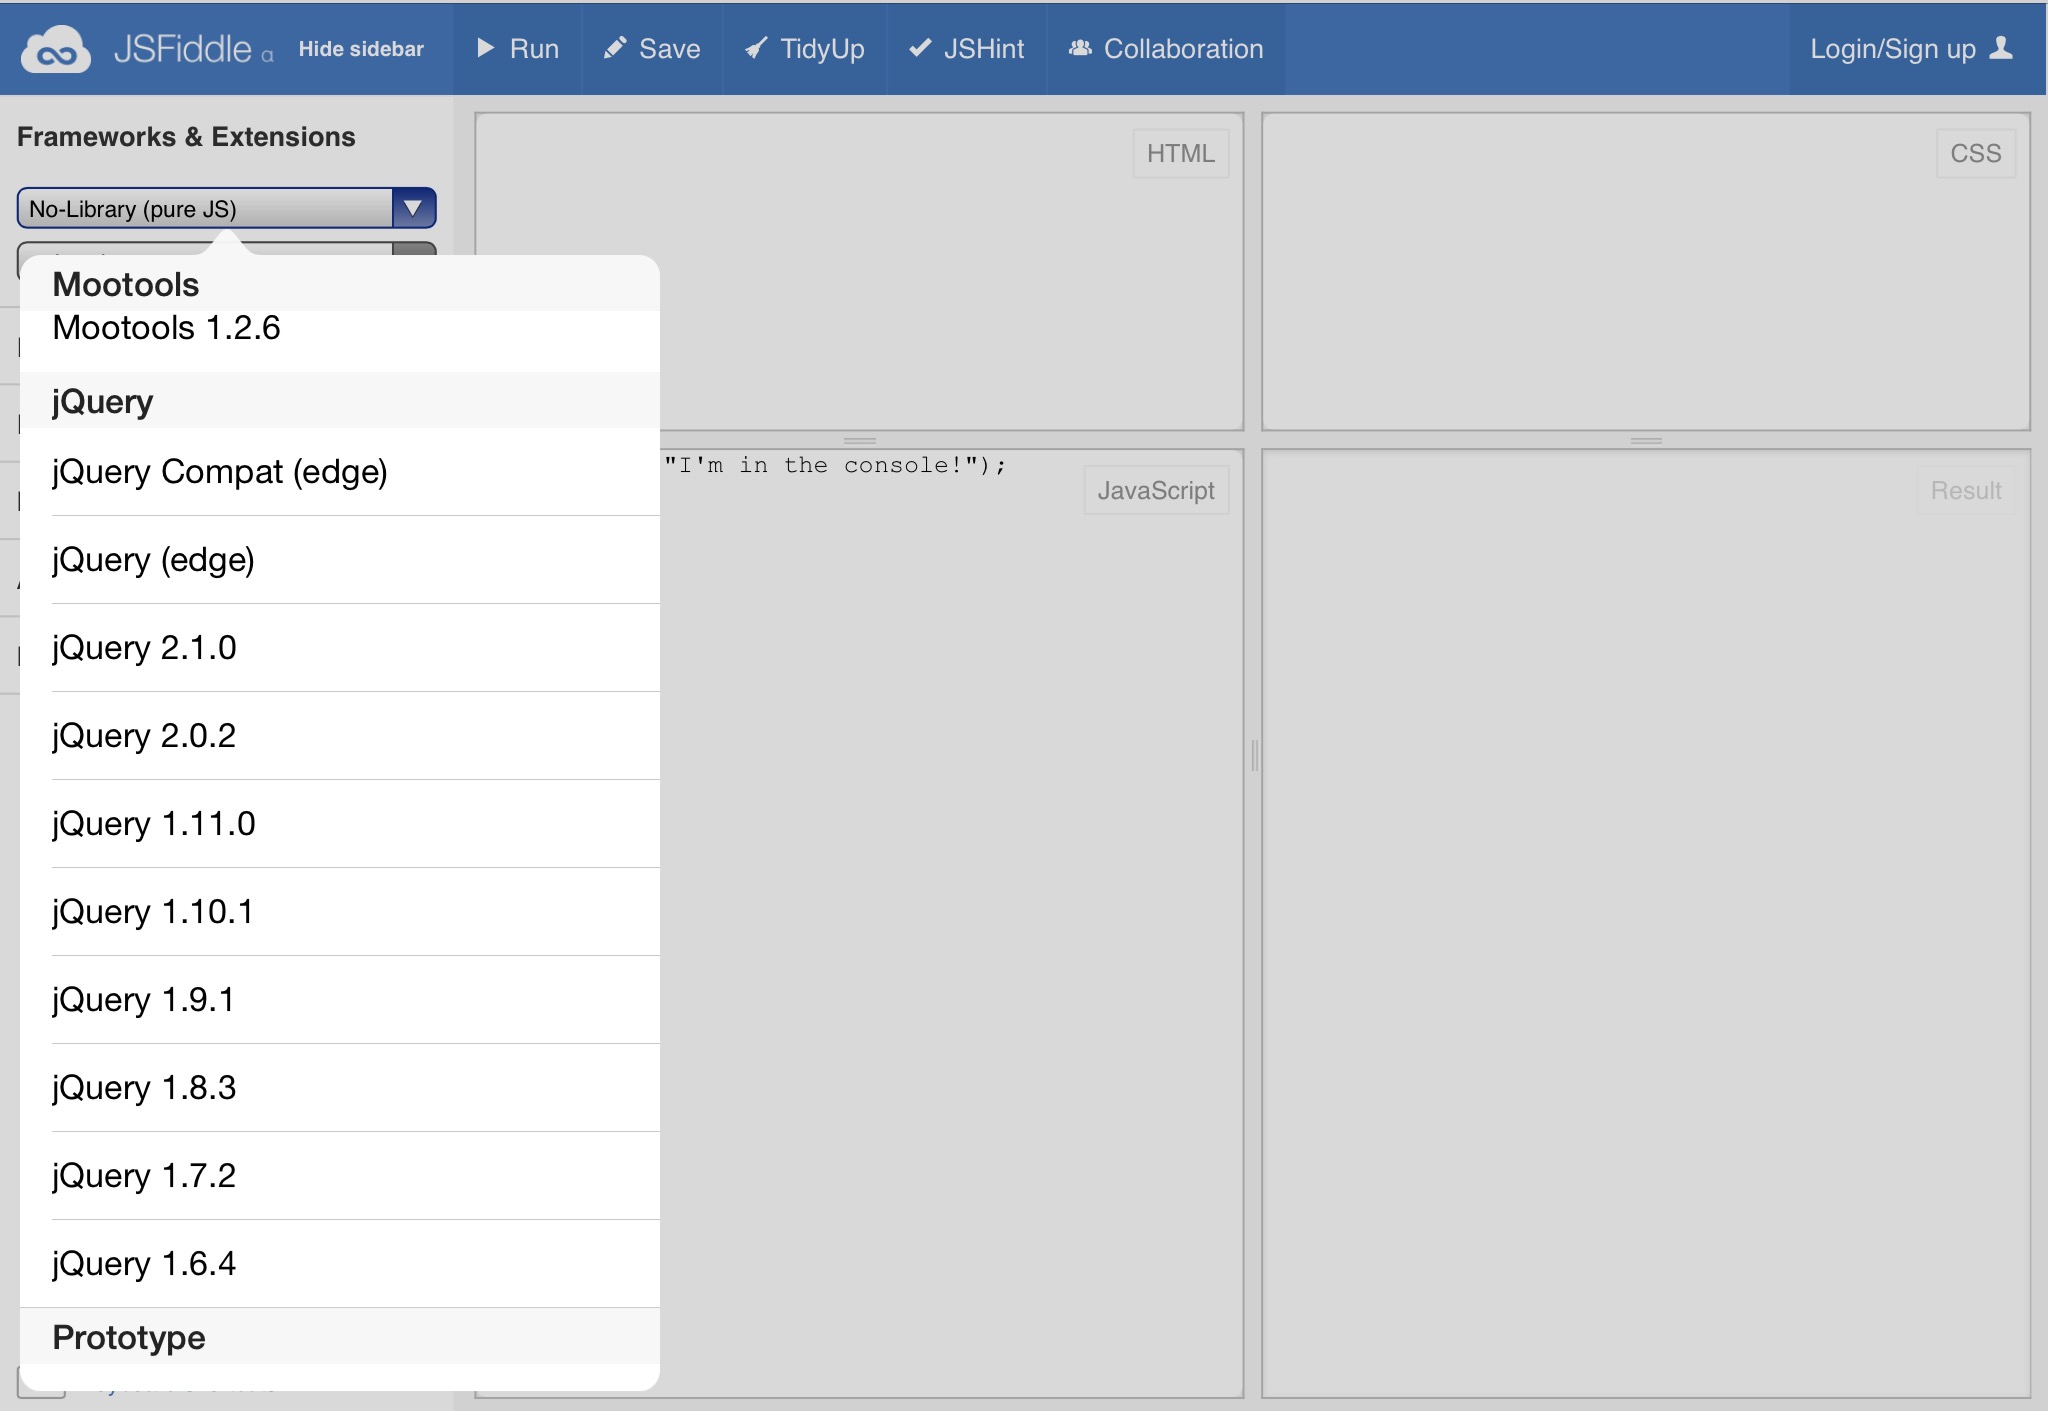 JSFiddle α
Hide sidebar
Run
Save
TidyUp
JSHint
Collaboration
Login/Sign up
Frameworks & Extensions
No-Library (pure JS)
Mootools
Mootools 1.2.6
jQuery
jQuery Compat (edge)
jQuery (edge)
jQuery 2.1.0
jQuery 2.0.2
jQuery 1.11.0
jQuery 1.10.1
jQuery 1.9.1
jQuery 1.8.3
jQuery 1.7.2
jQuery 1.6.4
Prototype
HTML
CSS
"I'm in the console!");
JavaScript
Result